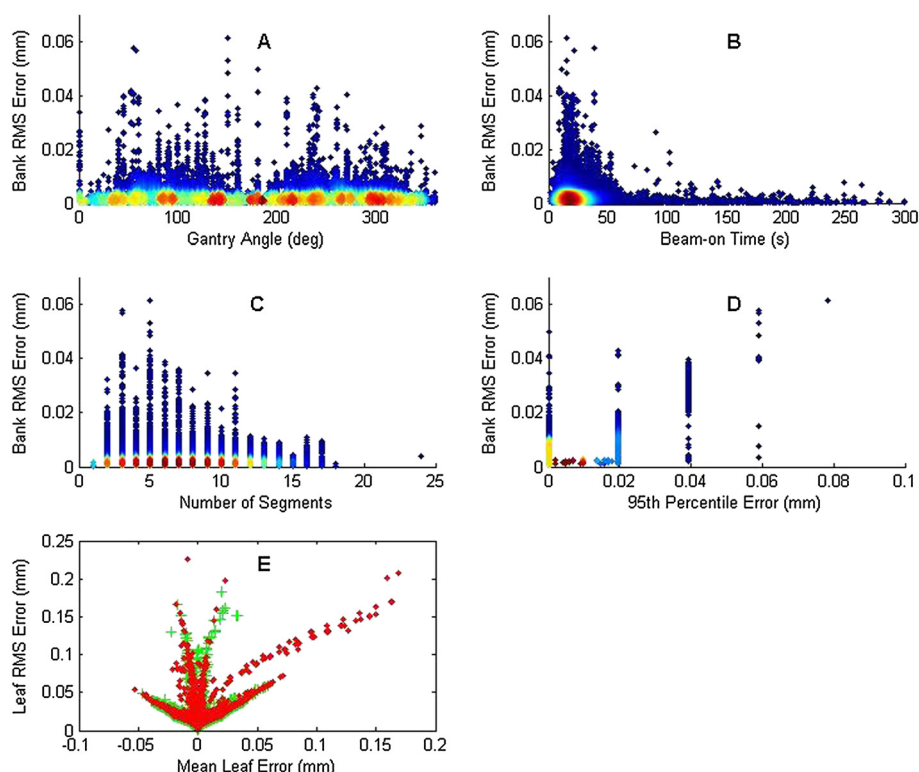 A
Bank RMS Error (mm)
0.06
0.04
0.02
0
0 100 200 300
Gantry Angle (deg)
B
Bank RMS Error (mm)
0.06
0.04
0.02
0
0 50 100 150 200 250 300
Beam-on Time (s)
C
Bank RMS Error (mm)
0.06
0.04
0.02
0
0 5 10 15 20 25
Number of Segments
D
Bank RMS Error (mm)
0.06
0.04
0.02
0
0 0.02 0.04 0.06 0.08 0.1
95th Percentile Error (mm)
E
Leaf RMS Error (mm)
0.25
0.2
0.15
0.1
0.05
0
-0.1 -0.05 0 0.05 0.1 0.15 0.2
Mean Leaf Error (mm)